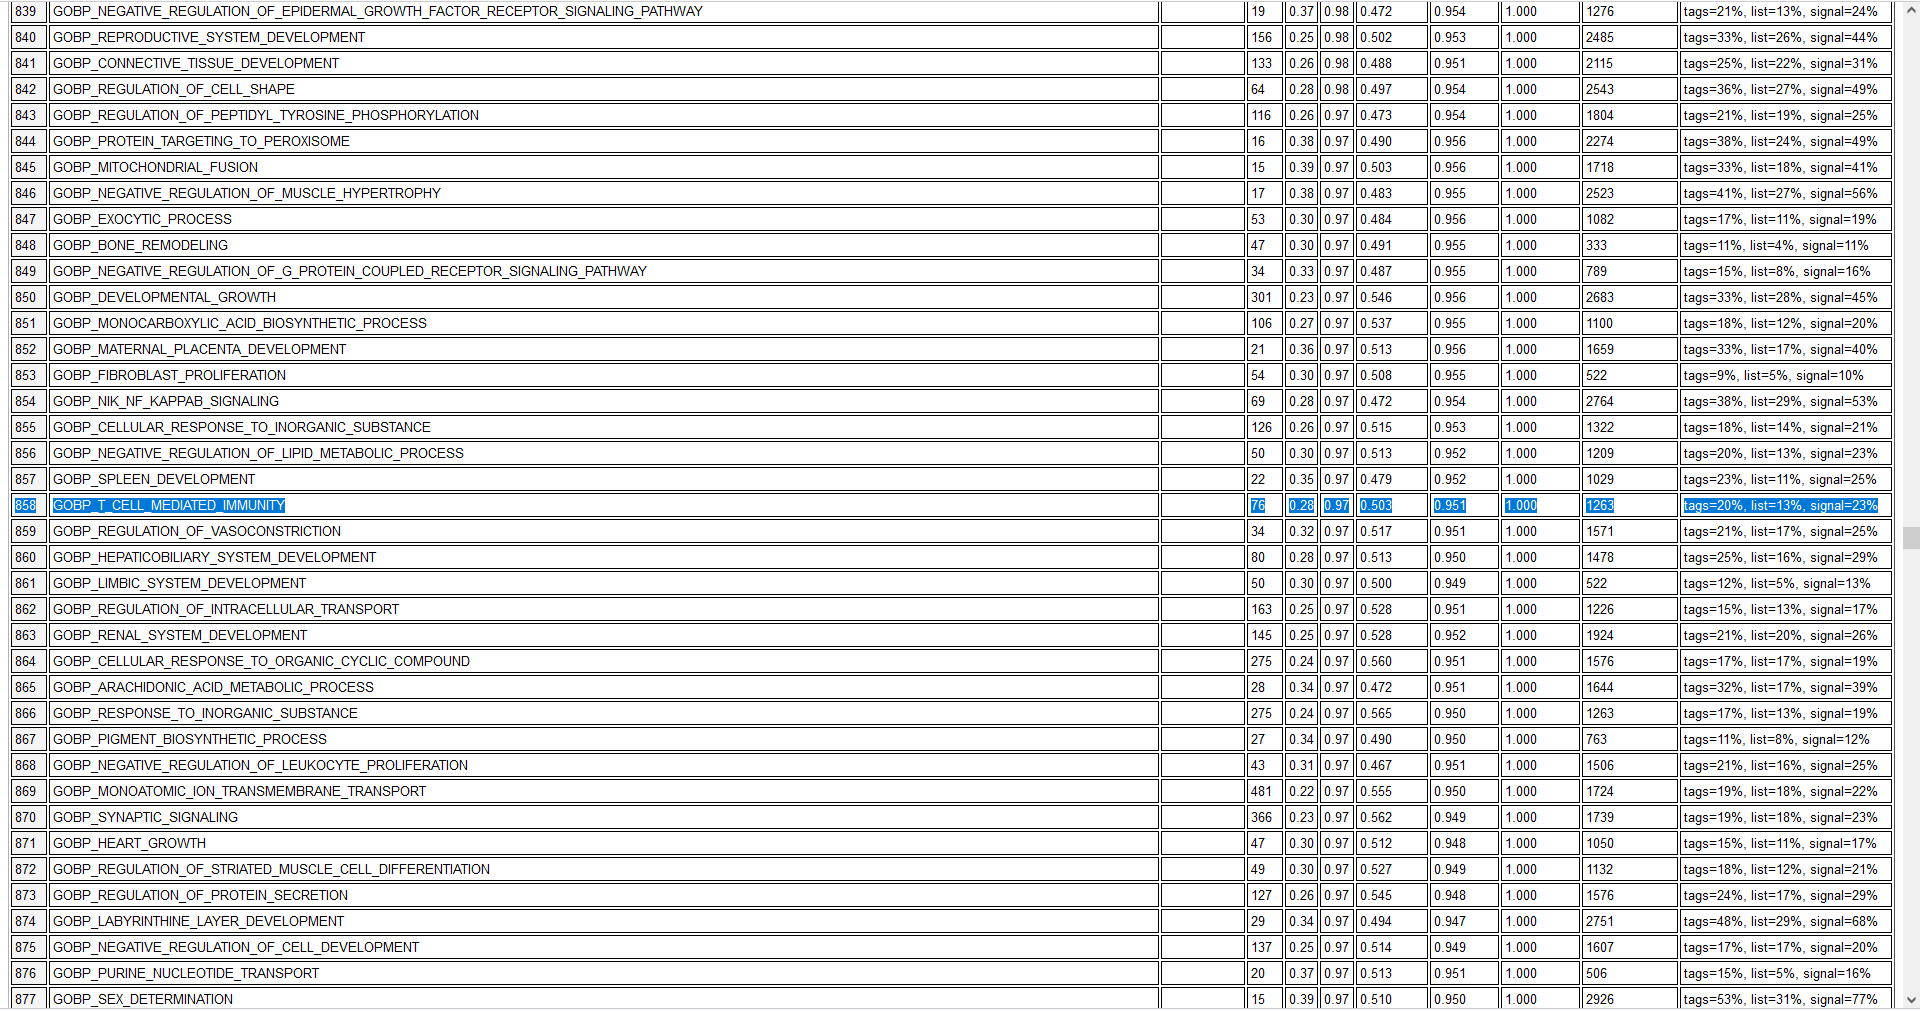 839 GOBP_NEGATIVE_REGULATION_OF_EPIDERMAL_GROWTH_FACTOR_RECEPTOR_SIGNALING_PATHWAY 19 0.37 0.98 0.472 0.954 1.000 1276 tags=21%, list=13%, signal=24%
840 GOBP_REPRODUCTIVE_SYSTEM_DEVELOPMENT 156 0.25 0.98 0.502 0.953 1.000 2485 tags=33%, list=26%, signal=44%
841 GOBP_CONNECTIVE_TISSUE_DEVELOPMENT 133 0.26 0.98 0.488 0.951 1.000 2115 tags=25%, list=22%, signal=31%
842 GOBP_REGULATION_OF_CELL_SHAPE 64 0.28 0.98 0.497 0.954 1.000 2543 tags=36%, list=27%, signal=49%
843 GOBP_REGULATION_OF_PEPTIDYL_TYROSINE_PHOSPHORYLATION 116 0.26 0.97 0.473 0.954 1.000 1804 tags=21%, list=19%, signal=25%
844 GOBP_PROTEIN_TARGETING_TO_PEROXISOME 16 0.38 0.97 0.490 0.956 1.000 2274 tags=38%, list=24%, signal=49%
845 GOBP_MITOCHONDRIAL_FUSION 15 0.39 0.97 0.503 0.956 1.000 1718 tags=33%, list=18%, signal=41%
846 GOBP_NEGATIVE_REGULATION_OF_MUSCLE_HYPERTROPHY 17 0.38 0.97 0.483 0.955 1.000 2523 tags=41%, list=27%, signal=56%
847 GOBP_EXOCYTIC_PROCESS 53 0.30 0.97 0.484 0.956 1.000 1082 tags=17%, list=11%, signal=19%
848 GOBP_BONE_REMODELING 47 0.30 0.97 0.491 0.955 1.000 333 tags=11%, list=4%, signal=11%
849 GOBP_NEGATIVE_REGULATION_OF_G_PROTEIN_COUPLED_RECEPTOR_SIGNALING_PATHWAY 34 0.33 0.97 0.487 0.955 1.000 789 tags=15%, list=8%, signal=16%
850 GOBP_DEVELOPMENTAL_GROWTH 301 0.23 0.97 0.546 0.956 1.000 2683 tags=33%, list=28%, signal=45%
851 GOBP_MONOCARBOXYLIC_ACID_BIOSYNTHETIC_PROCESS 106 0.27 0.97 0.537 0.955 1.000 1100 tags=18%, list=12%, signal=20%
852 GOBP_MATERNAL_PLACENTA_DEVELOPMENT 21 0.36 0.97 0.513 0.956 1.000 1659 tags=33%, list=17%, signal=40%
853 GOBP_FIBROBLAST_PROLIFERATION 54 0.30 0.97 0.508 0.955 1.000 522 tags=9%, list=5%, signal=10%
854 GOBP_NIK_NF_KAPPAB_SIGNALING 69 0.28 0.97 0.472 0.954 1.000 2764 tags=38%, list=29%, signal=53%
855 GOBP_CELLULAR_RESPONSE_TO_INORGANIC_SUBSTANCE 126 0.26 0.97 0.515 0.953 1.000 1322 tags=18%, list=14%, signal=21%
856 GOBP_NEGATIVE_REGULATION_OF_LIPID_METABOLIC_PROCESS 50 0.30 0.97 0.513 0.952 1.000 1209 tags=20%, list=13%, signal=23%
857 GOBP_SPLEEN_DEVELOPMENT 22 0.35 0.97 0.479 0.952 1.000 1029 tags=23%, list=11%, signal=25%
858 GOBP_T_CELL_MEDIATED_IMMUNITY 76 0.28 0.97 0.503 0.951 1.000 1263 tags=20%, list=13%, signal=23%
859 GOBP_REGULATION_OF_VASOCONSTRICTION 34 0.32 0.97 0.517 0.951 1.000 1571 tags=21%, list=17%, signal=25%
860 GOBP_HEPATICOBILIARY_SYSTEM_DEVELOPMENT 80 0.28 0.97 0.513 0.950 1.000 1478 tags=25%, list=16%, signal=29%
861 GOBP_LIMBIC_SYSTEM_DEVELOPMENT 50 0.30 0.97 0.500 0.949 1.000 522 tags=12%, list=5%, signal=13%
862 GOBP_REGULATION_OF_INTRACELLULAR_TRANSPORT 163 0.25 0.97 0.528 0.951 1.000 1226 tags=15%, list=13%, signal=17%
863 GOBP_RENAL_SYSTEM_DEVELOPMENT 145 0.25 0.97 0.528 0.952 1.000 1924 tags=21%, list=20%, signal=26%
864 GOBP_CELLULAR_RESPONSE_TO_ORGANIC_CYCLIC_COMPOUND 275 0.24 0.97 0.560 0.951 1.000 1576 tags=17%, list=17%, signal=19%
865 GOBP_ARACHIDONIC_ACID_METABOLIC_PROCESS 28 0.34 0.97 0.472 0.951 1.000 1644 tags=32%, list=17%, signal=39%
866 GOBP_RESPONSE_TO_INORGANIC_SUBSTANCE 275 0.24 0.97 0.565 0.950 1.000 1263 tags=17%, list=13%, signal=19%
867 GOBP_PIGMENT_BIOSYNTHETIC_PROCESS 27 0.34 0.97 0.490 0.950 1.000 763 tags=11%, list=8%, signal=12%
868 GOBP_NEGATIVE_REGULATION_OF_LEUKOCYTE_PROLIFERATION 43 0.31 0.97 0.467 0.951 1.000 1506 tags=21%, list=16%, signal=25%
869 GOBP_MONOATOMIC_ION_TRANSMEMBRANE_TRANSPORT 481 0.22 0.97 0.555 0.950 1.000 1724 tags=19%, list=18%, signal=22%
870 GOBP_SYNAPTIC_SIGNALING 366 0.23 0.97 0.562 0.949 1.000 1739 tags=19%, list=18%, signal=23%
871 GOBP_HEART_GROWTH 47 0.30 0.97 0.512 0.948 1.000 1050 tags=15%, list=11%, signal=17%
872 GOBP_REGULATION_OF_STRIATED_MUSCLE_CELL_DIFFERENTIATION 49 0.30 0.97 0.527 0.949 1.000 1132 tags=18%, list=12%, signal=21%
873 GOBP_REGULATION_OF_PROTEIN_SECRETION 127 0.26 0.97 0.545 0.948 1.000 1576 tags=24%, list=17%, signal=29%
874 GOBP_LABYRINTHINE_LAYER_DEVELOPMENT 29 0.34 0.97 0.494 0.947 1.000 2751 tags=48%, list=29%, signal=68%
875 GOBP_NEGATIVE_REGULATION_OF_CELL_DEVELOPMENT 137 0.25 0.97 0.514 0.949 1.000 1607 tags=17%, list=17%, signal=20%
876 GOBP_PURINE_NUCLEOTIDE_TRANSPORT 20 0.37 0.97 0.513 0.951 1.000 506 tags=15%, list=5%, signal=16%
877 GOBP_SEX_DETERMINATION 15 0.39 0.97 0.510 0.950 1.000 2926 tags=53%, list=31%, signal=77%